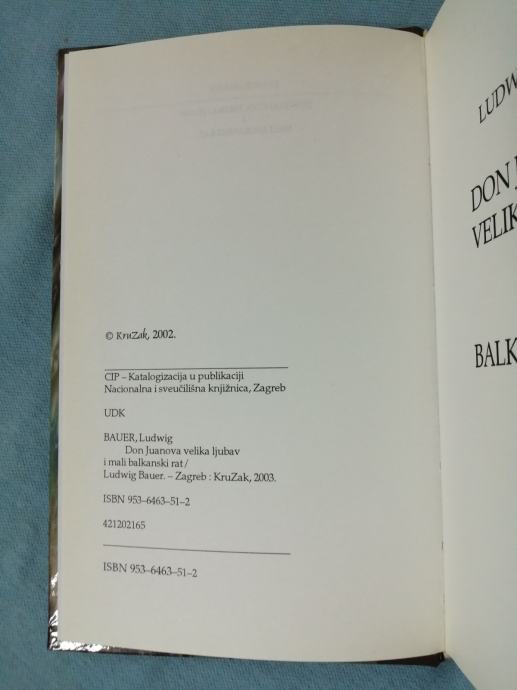 © KruZak, 2002.
CIP – Katalogizacija u publikaciji
Nacionalna i sveučilišna knjižnica, Zagreb
UDK
BAUER, Ludwig
Don Juanova velika ljubav
i mali balkanski rat /
Ludwig Bauer. – Zagreb : KruZak, 2003.
ISBN 953–6463–51–2
421202165
ISBN 953–6463–51–2
LUDW
DON J
VELIK
BALK